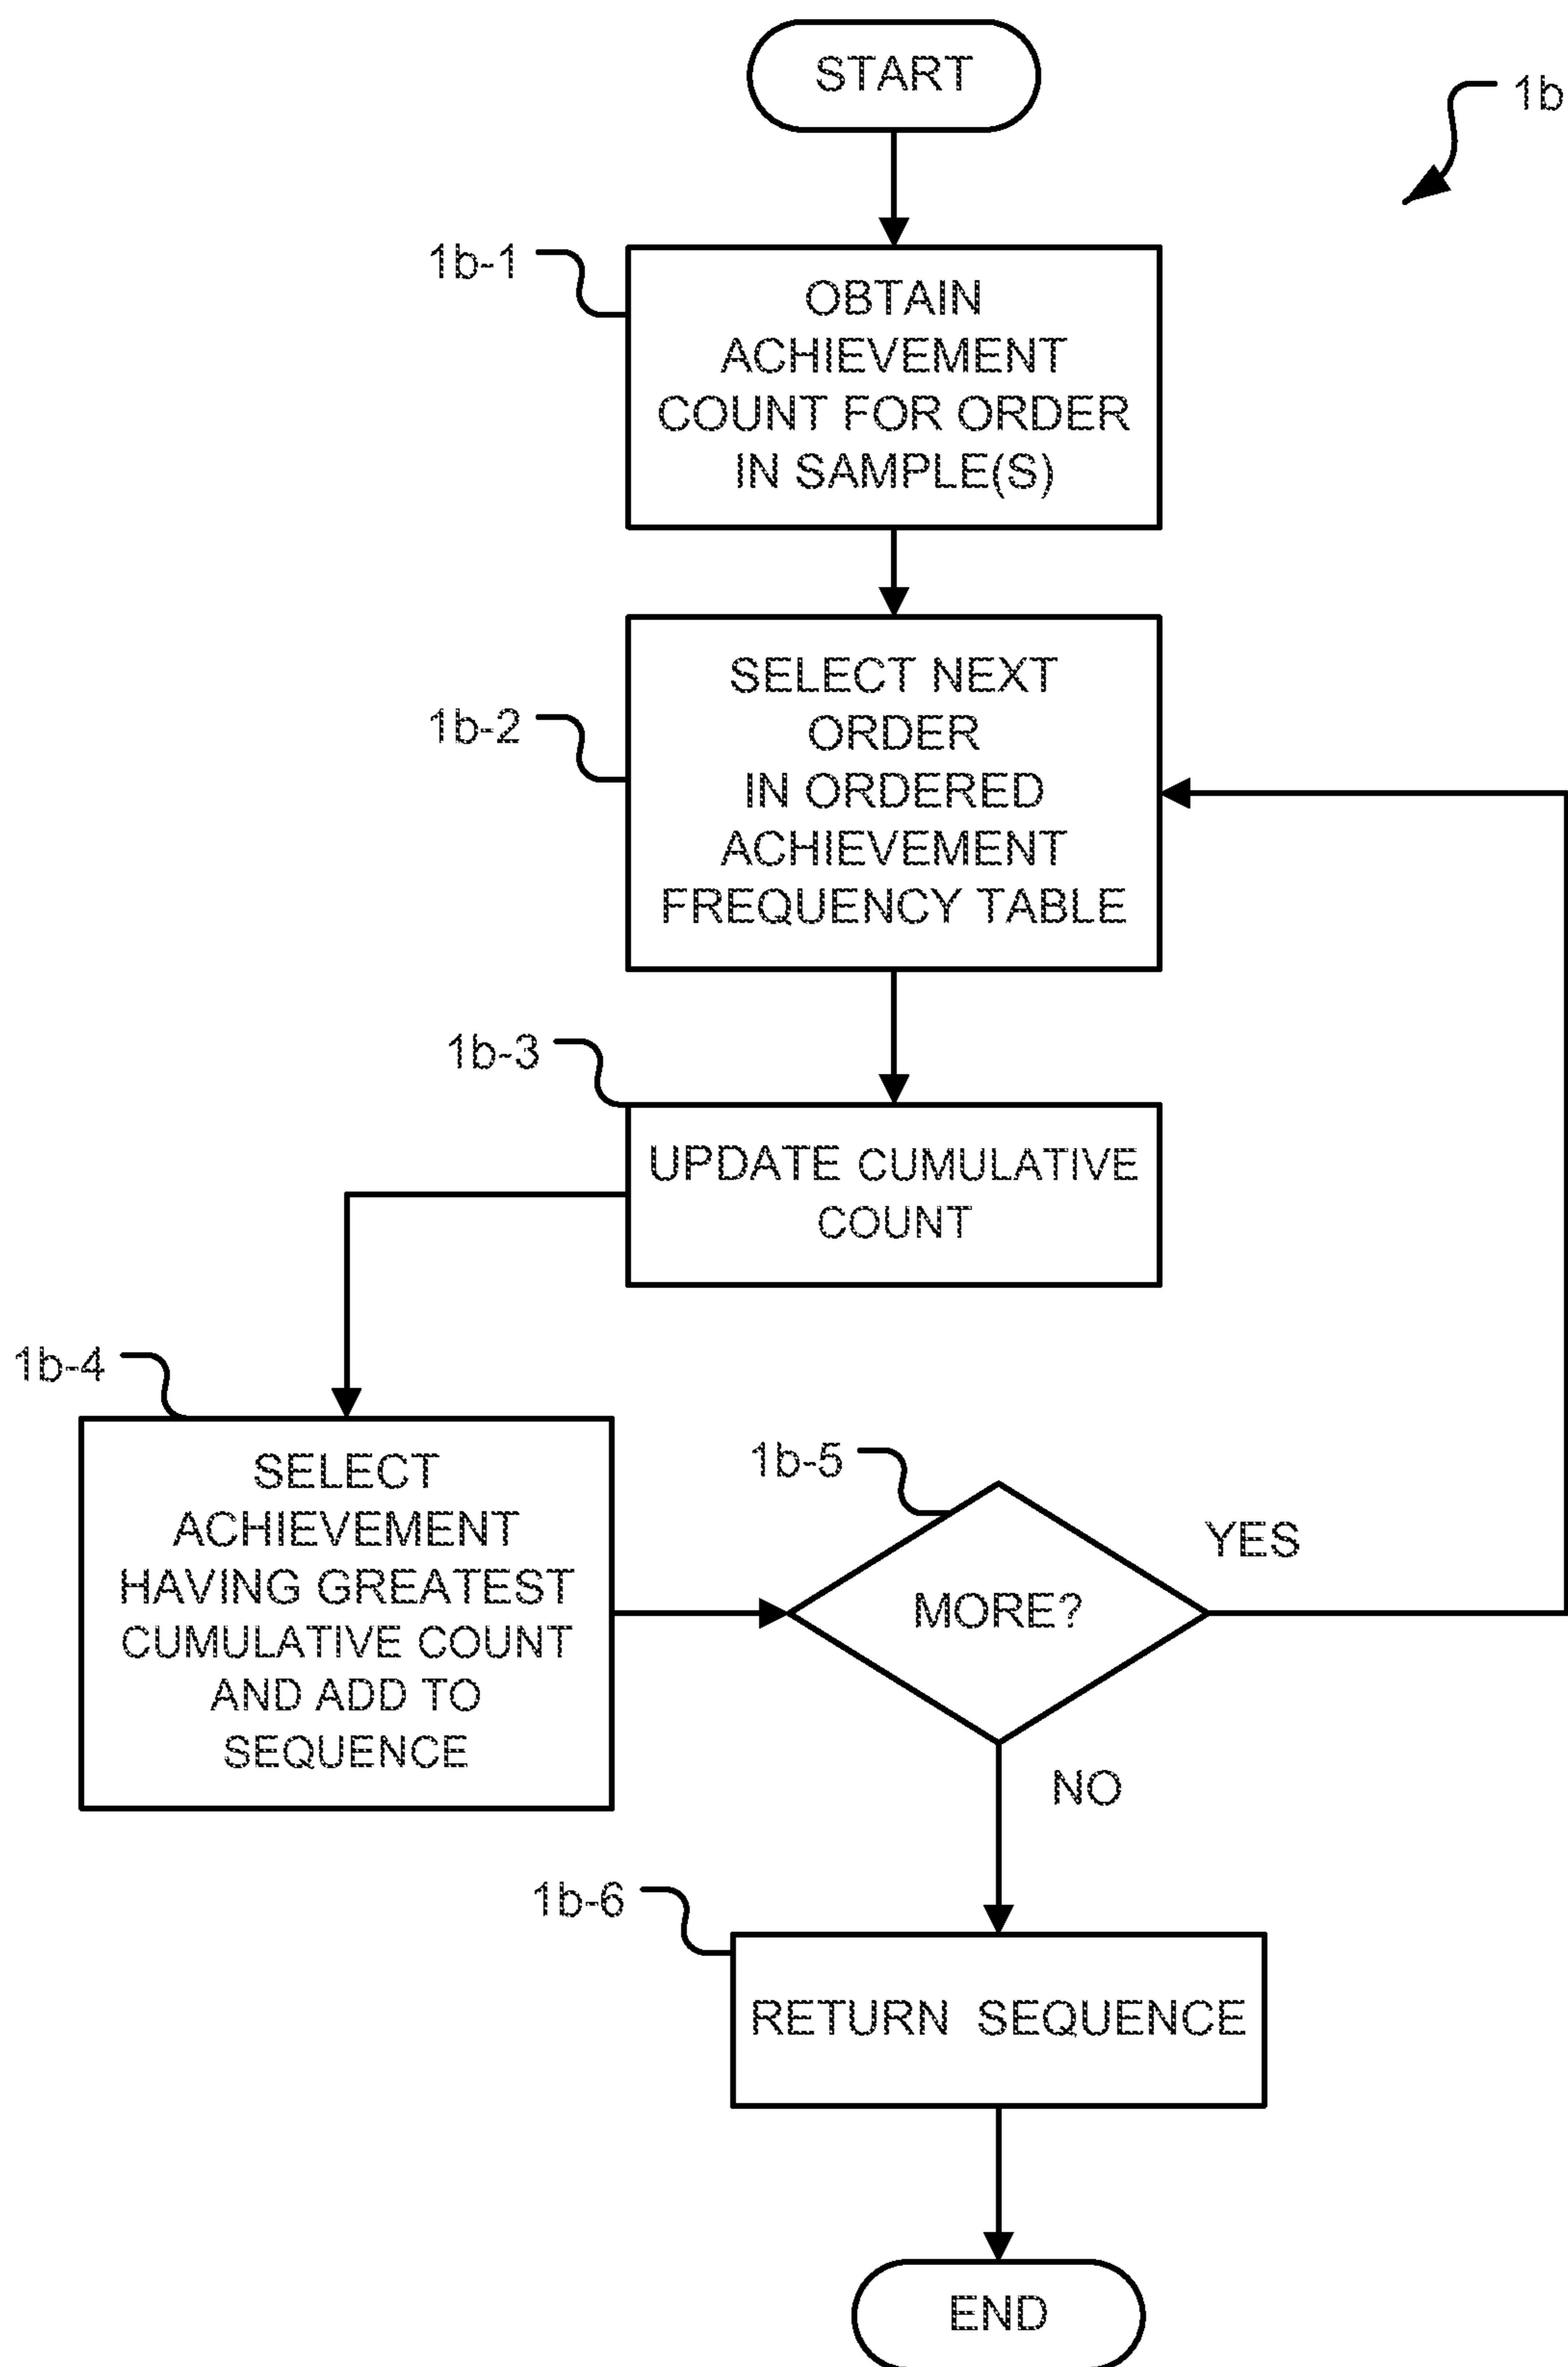 START
1b
1b-1
OBTAIN
ACHIEVEMENT
COUNT FOR ORDER
IN SAMPLE(S)
1b-2
SELECT NEXT
ORDER
IN ORDERED
ACHIEVEMENT
FREQUENCY TABLE
1b-3
UPDATE CUMULATIVE
COUNT
1b-4
SELECT
ACHIEVEMENT
HAVING GREATEST
CUMULATIVE COUNT
AND ADD TO
SEQUENCE
1b-5
MORE?
YES
NO
1b-6
RETURN SEQUENCE
END